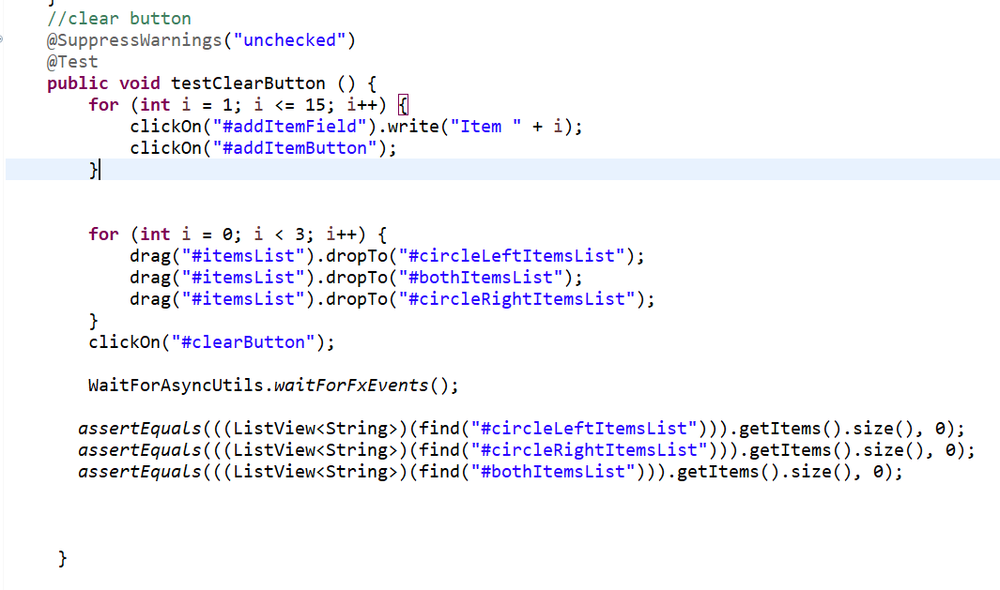 }
//clear button
@SuppressWarnings("unchecked")
@Test
public void testClearButton () {
for (int i = 1; i <= 15; i++) {
clickOn("#addItemField").write("Item " + i);
clickOn("#addItemButton");
}
for (int i = 0; i < 3; i++) {
drag("#itemsList").dropTo("#circleLeftItemsList");
drag("#itemsList").dropTo("#bothItemsList");
drag("#itemsList").dropTo("#circleRightItemsList");
}
clickOn("#clearButton");
WaitForAsyncUtils.waitForFxEvents();
assertEquals(((ListView<String>)(find("#circleLeftItemsList"))).getItems().size(), 0);
assertEquals(((ListView<String>)(find("#circleRightItemsList"))).getItems().size(), 0);
assertEquals(((ListView<String>)(find("#bothItemsList"))).getItems().size(), 0);
}